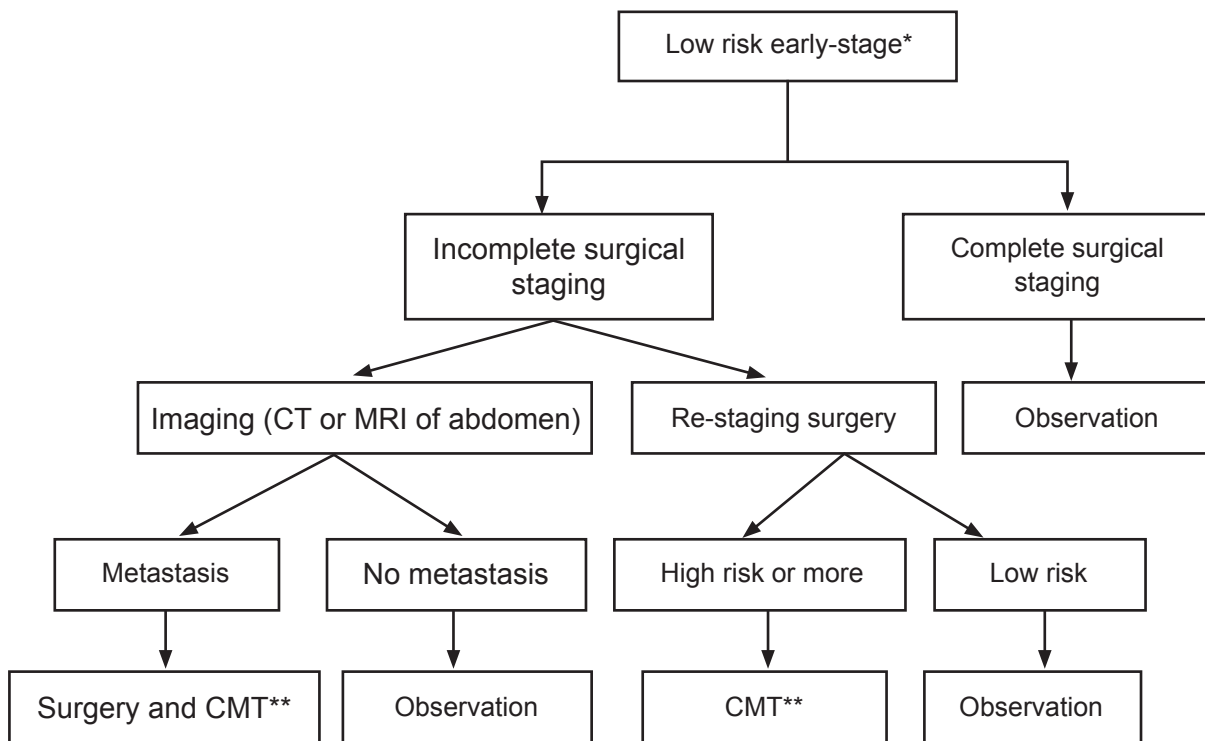 Low risk early-stage*
Incomplete surgical
staging
Complete surgical
staging
Imaging (CT or MRI of abdomen)
Re-staging surgery
Observation
Metastasis
No metastasis
High risk or more
Low risk
Surgery and CMT**
Observation
CMT**
Observation